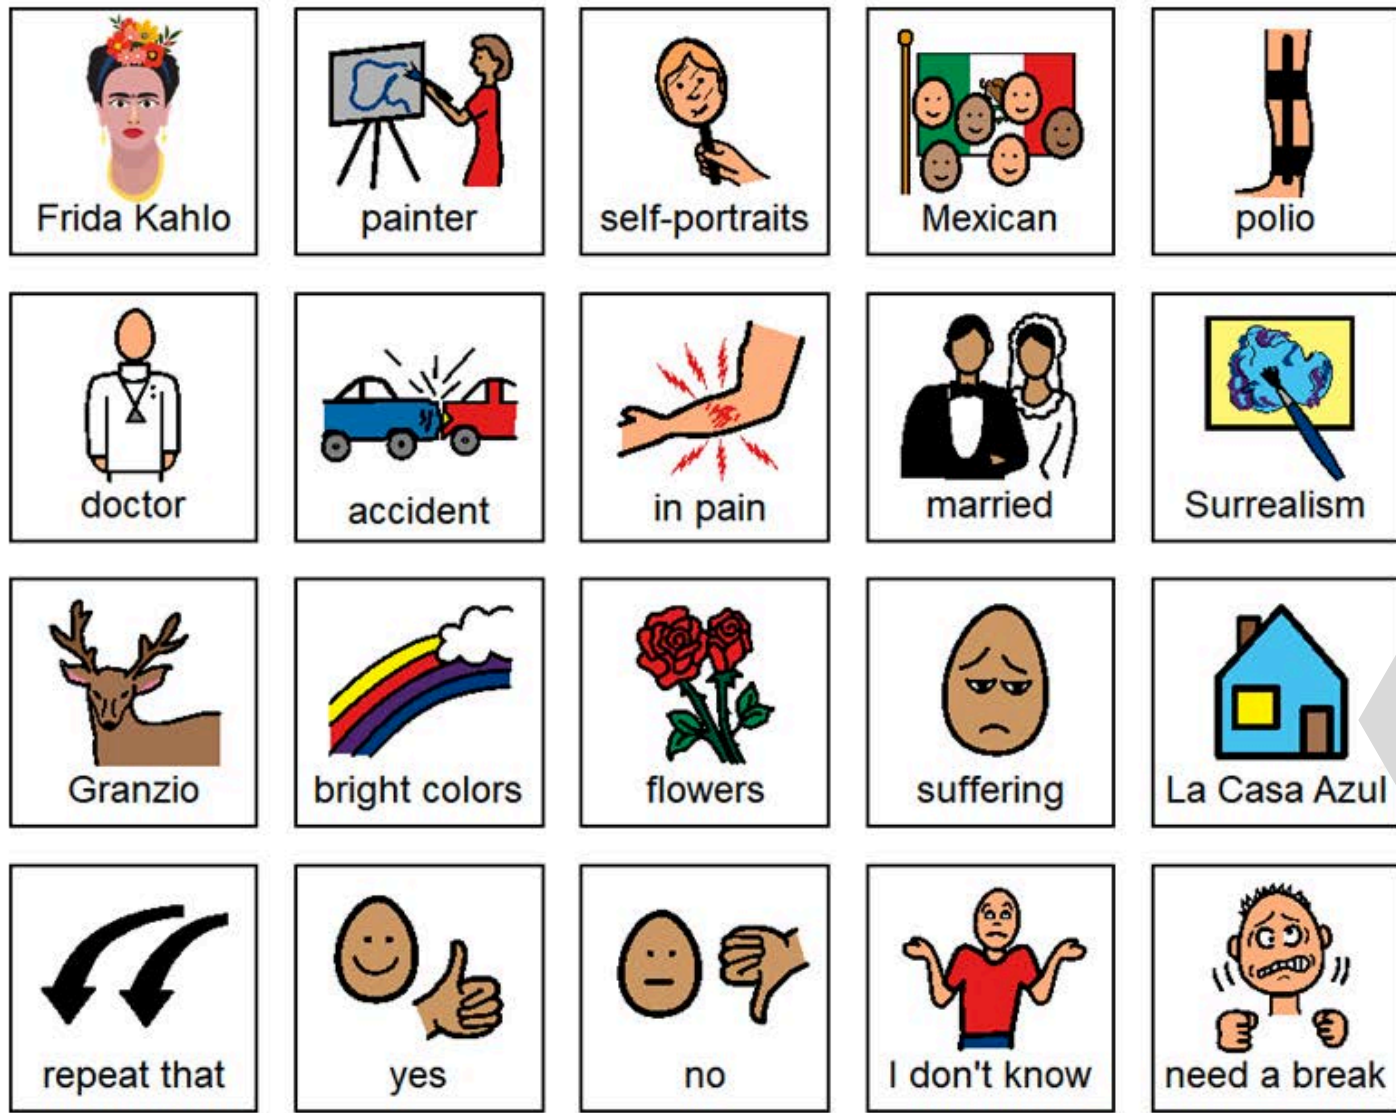 Frida Kahlo
painter
self-portraits
Mexican
polio
doctor
accident
in pain
married
Surrealism
Granzio
bright colors
flowers
suffering
La Casa Azul
repeat that
yes
no
I don't know
need a break